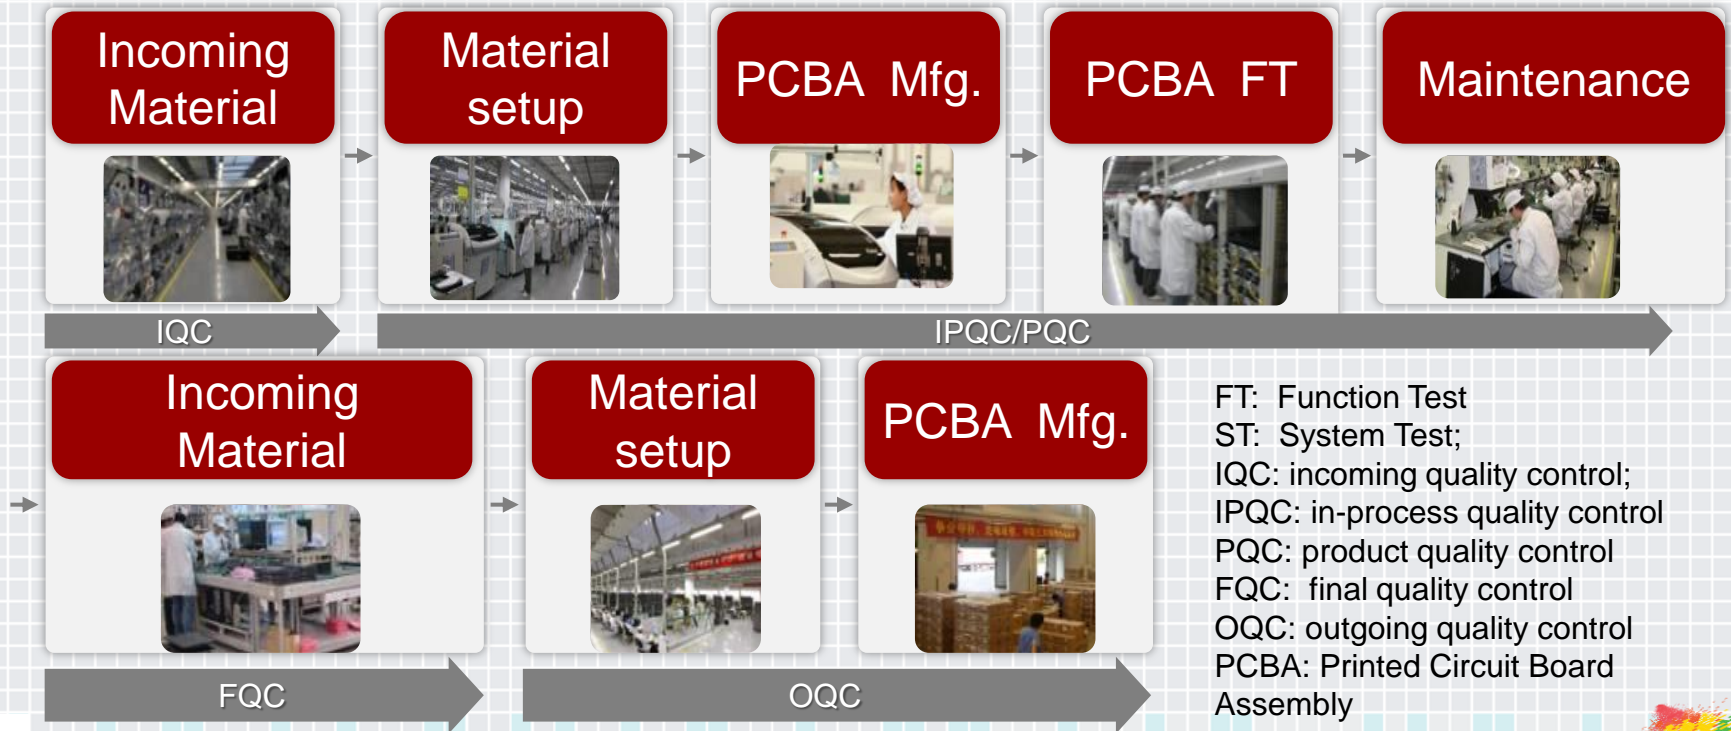 Incoming
Material
Material
setup
PCBA Mfg.
PCBA FT
Maintenance
IQC
IPQC/PQC
Incoming
Material
Material
setup
PCBA Mfg.
FQC
OQC
FT: Function Test
ST: System Test;
IQC: incoming quality control;
IPQC: in-process quality control
PQC: product quality control
FQC: final quality control
OQC: outgoing quality control
PCBA: Printed Circuit Board
Assembly